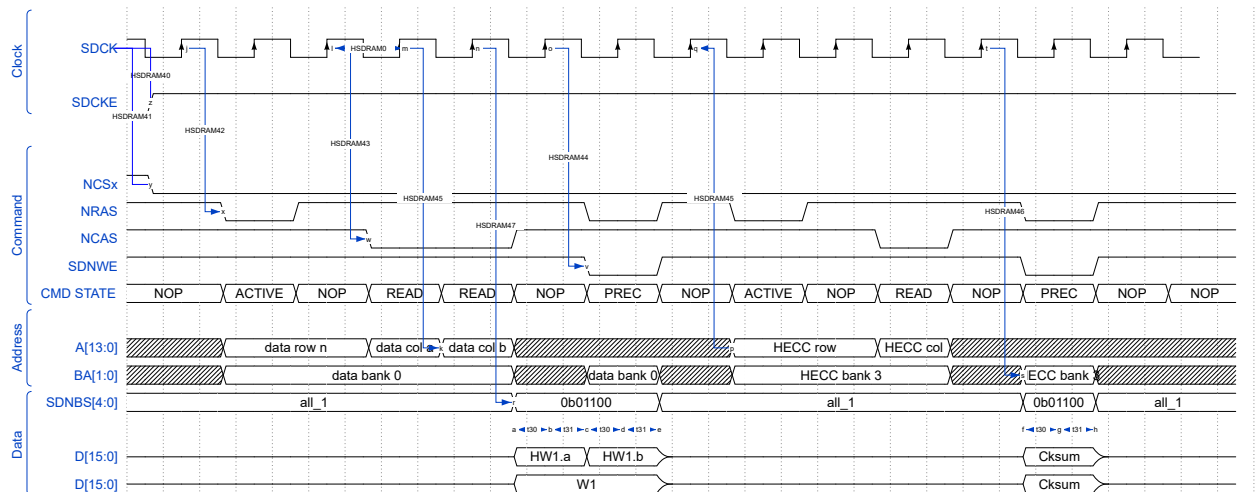 Clock
SDCK j l HSDRAM0 m n o q t
HSDRAM40
SDCKE z
HSDRAM41
HSDRAM42
HSDRAM43
HSDRAM44
Command
NCSx y
HSDRAM45 HSDRAM45
NRAS x HSDRAM46
HSDRAM47
NCAS w
SDNWE v
CMD STATE NOP ACTIVE NOP READ READ NOP PREC NOP ACTIVE NOP READ NOP PREC NOP NOP
Address
A[13:0] data row n data col a k data col b p HECC row HECC col
BA[1:0] data bank 0 data bank 0 HECC bank 3 s ECC bank
Data
SDNBS[4:0] all_1 r 0b01100 all_1 0b01100 all_1
a t30 b t31 c t30 d t31 e f t30 g t31 h
D[15:0] HW1.a HW1.b Cksum
D[15:0] W1 Cksum